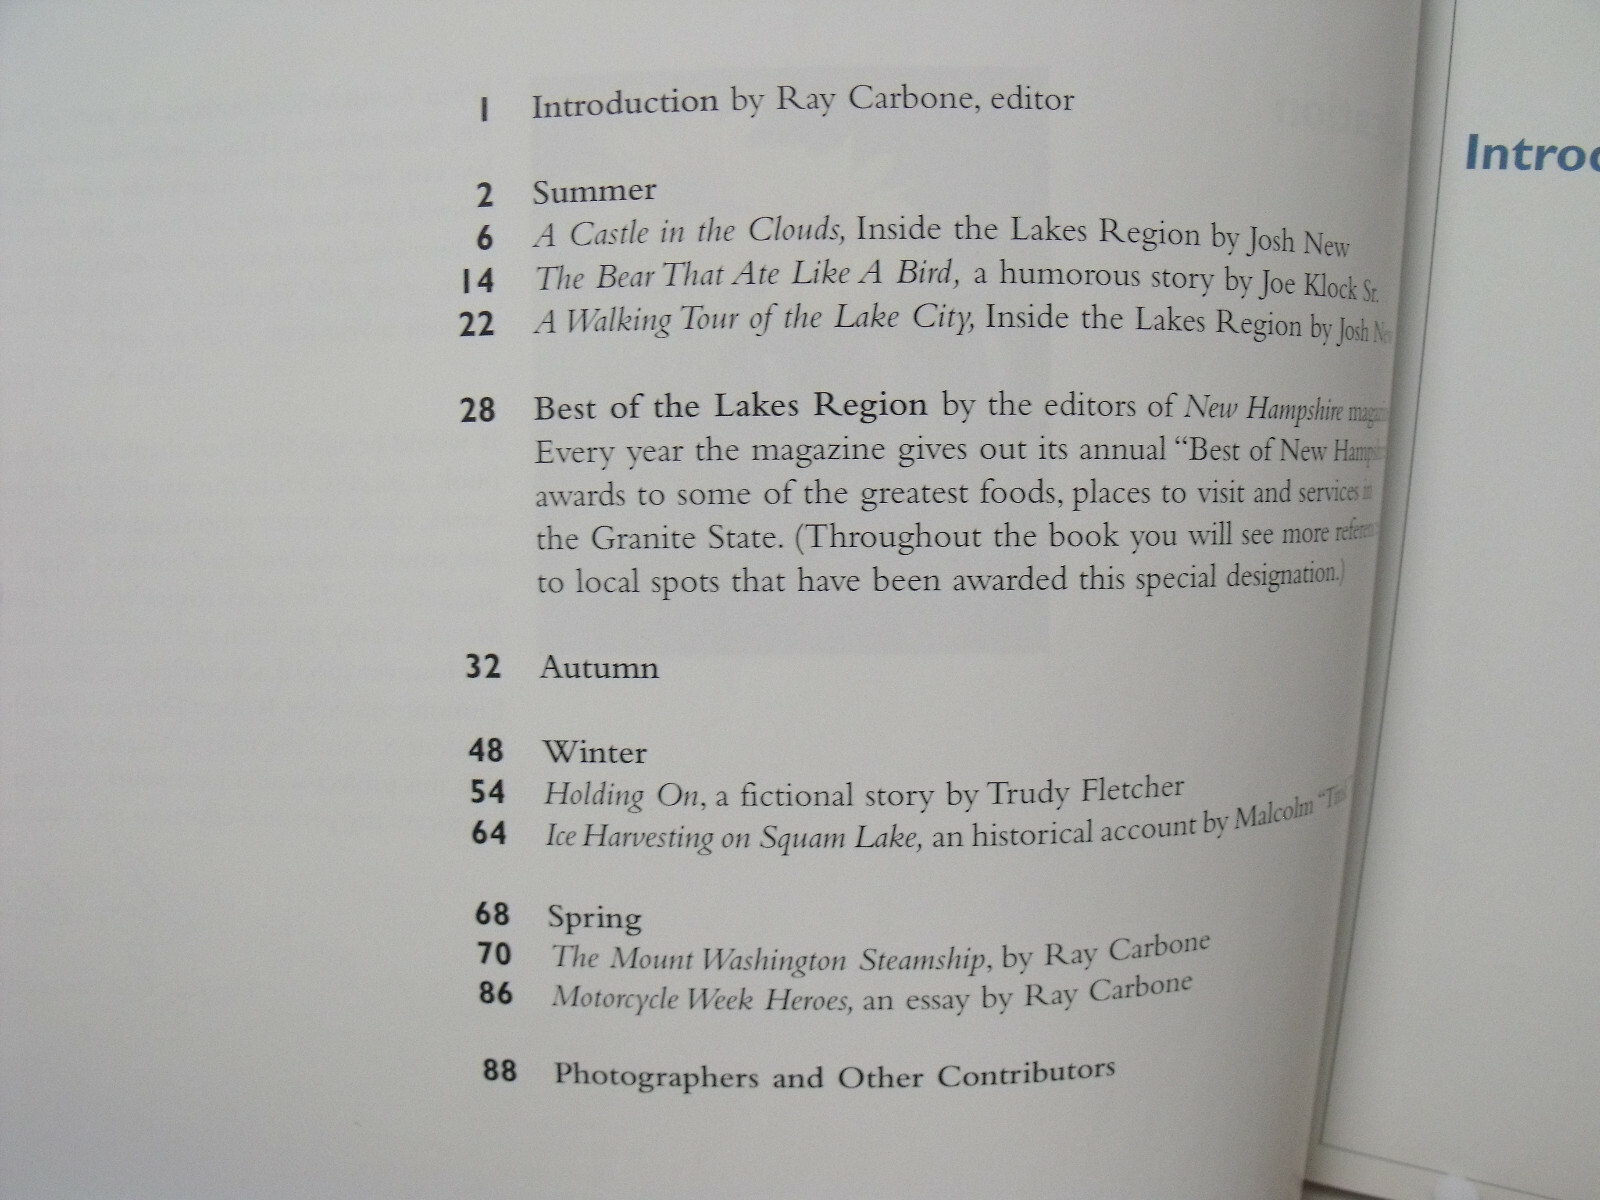 1 Introduction by Ray Carbone, editor
2 Summer
6 A Castle in the Clouds, Inside the Lakes Region by Josh New
14 The Bear That Ate Like A Bird, a humorous story by Joe Klock Sr.
22 A Walking Tour of the Lake City, Inside the Lakes Region by Josh New
28 Best of the Lakes Region by the editors of New Hampshire
Every year the magazine gives out its annual “Best of New
awards to some of the greatest foods, places to visit and services in
the Granite State. (Throughout the book you will see more
to local spots that have been awarded this special designation.)
32 Autumn
48 Winter
54 Holding On, a fictional story by Trudy Fletcher
64 Ice Harvesting on Squam Lake, an historical account by Malcolm
68 Spring
70 The Mount Washington Steamship, by Ray Carbone
86 Motorcycle Week Heroes, an essay by Ray Carbone
88 Photographers and Other Contributors
Introd